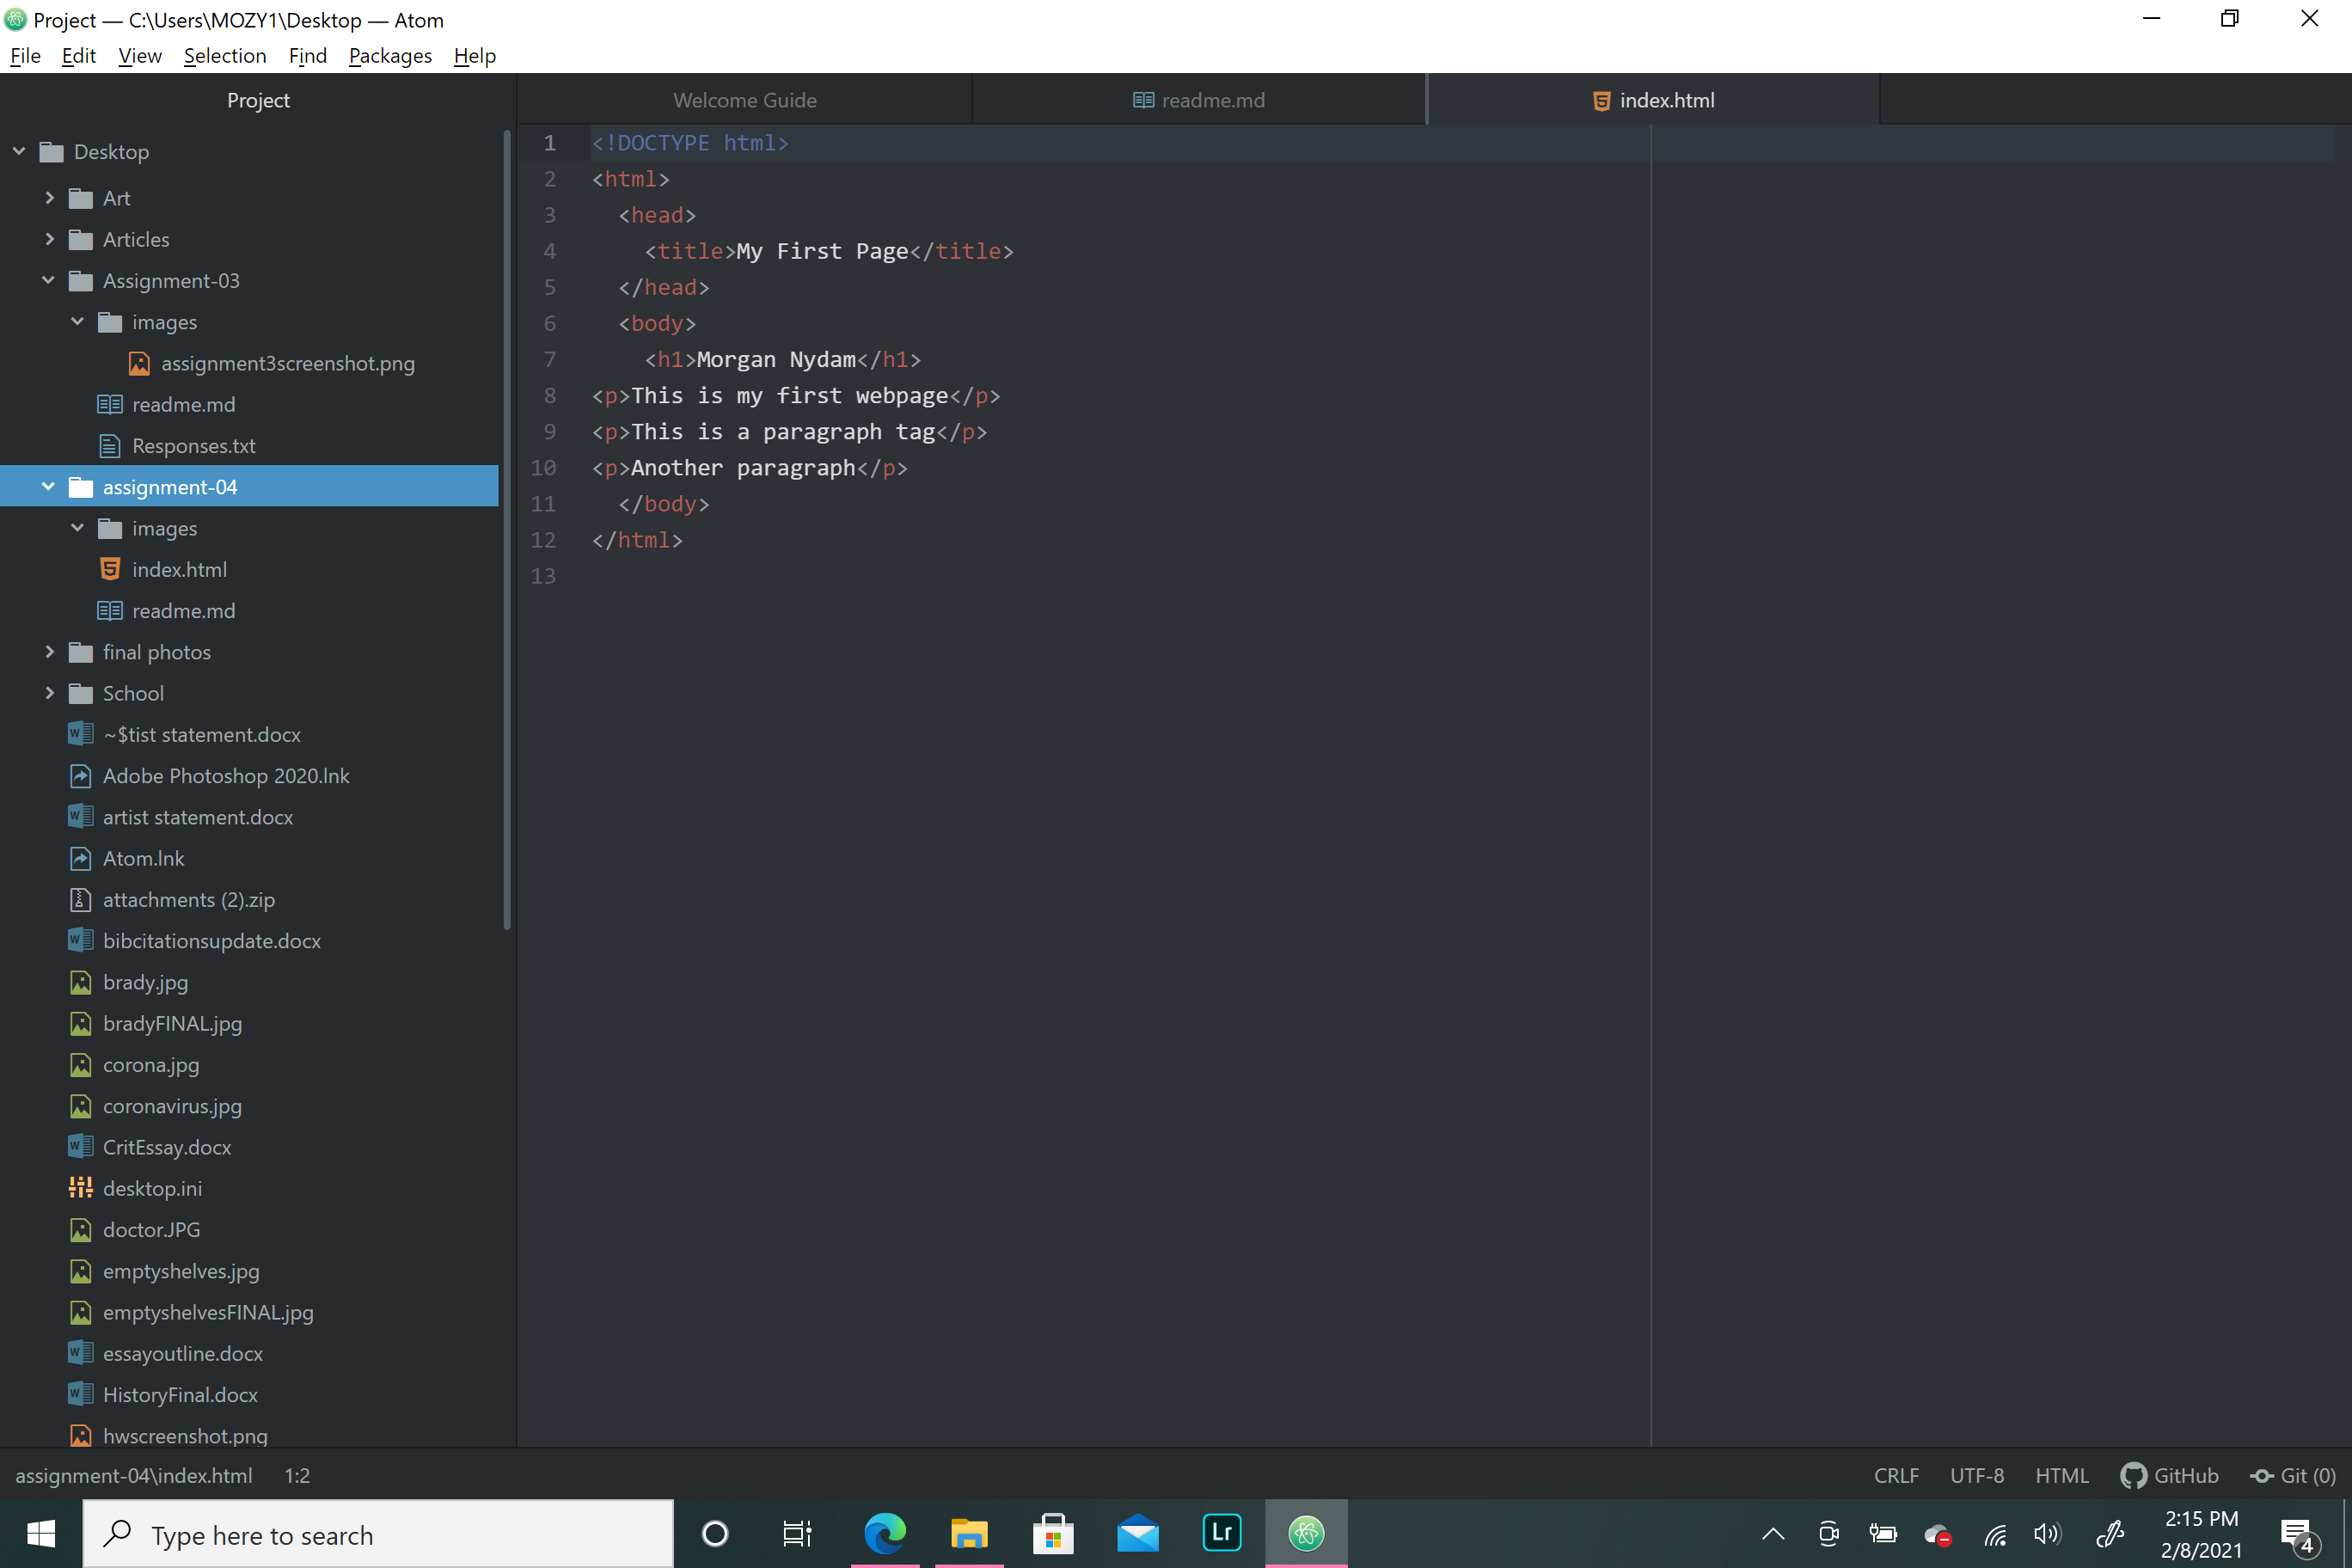 Project — C:\Users\MOZY1\Desktop — Atom
File Edit View Selection Find Packages Help
Project
Welcome Guide
readme.md
index.html
Desktop
Art
Articles
Assignment-03
images
assignment3screenshot.png
readme.md
Responses.txt
assignment-04
images
index.html
readme.md
final photos
School
~$tist statement.docx
Adobe Photoshop 2020.lnk
artist statement.docx
Atom.lnk
attachments (2).zip
bibcitationsupdate.docx
brady.jpg
bradyFINAL.jpg
corona.jpg
coronavirus.jpg
CritEssay.docx
desktop.ini
doctor.JPG
emptyshelves.jpg
emptyshelvesFINAL.jpg
essayoutline.docx
HistoryFinal.docx
hwscreenshot.png
1 <!DOCTYPE html>
2 <html>
3 <head>
4 <title>My First Page</title>
5 </head>
6 <body>
7 <h1>Morgan Nydam</h1>
8 <p>This is my first webpage</p>
9 <p>This is a paragraph tag</p>
10 <p>Another paragraph</p>
11 </body>
12 </html>
13
assignment-04\index.html 1:2 CRLF UTF-8 HTML GitHub Git (0)
Type here to search
Lr
2:15 PM
2/8/2021
4